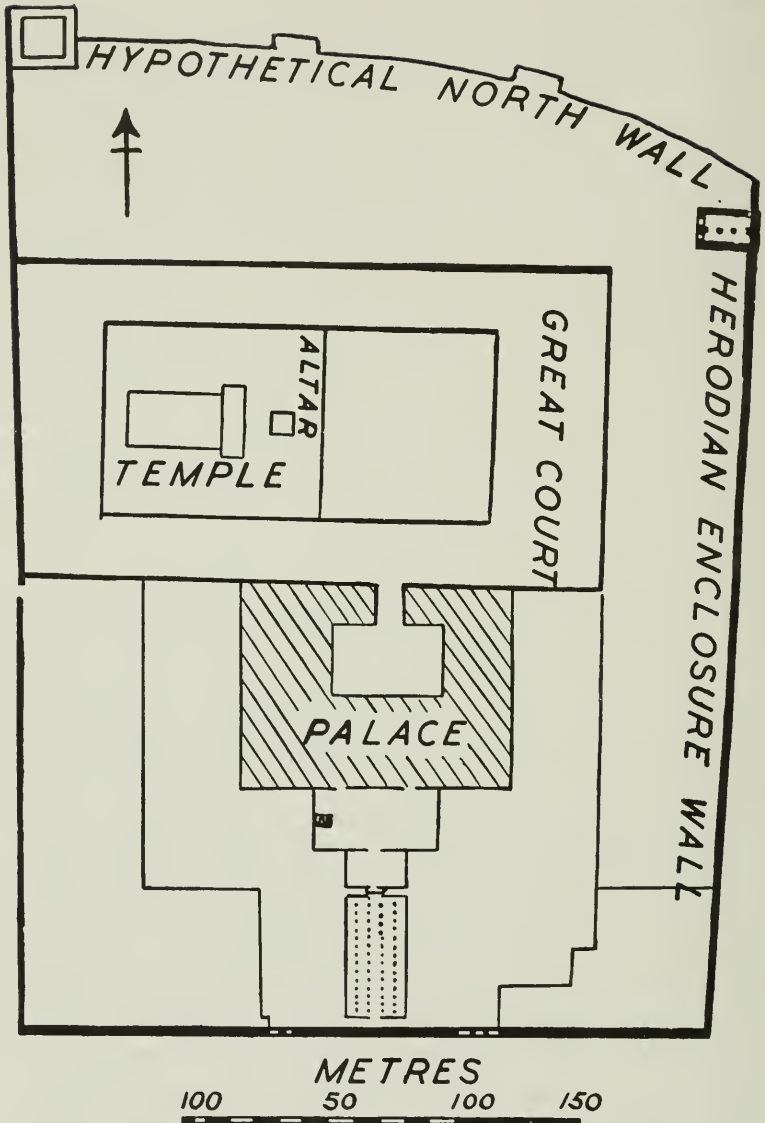 HYPOTHETICAL NORTH WALL
HERODIAN ENCLOSURE WALL
GREAT COURT
ALTAR
TEMPLE
PALACE
METRES
100 50 100 150